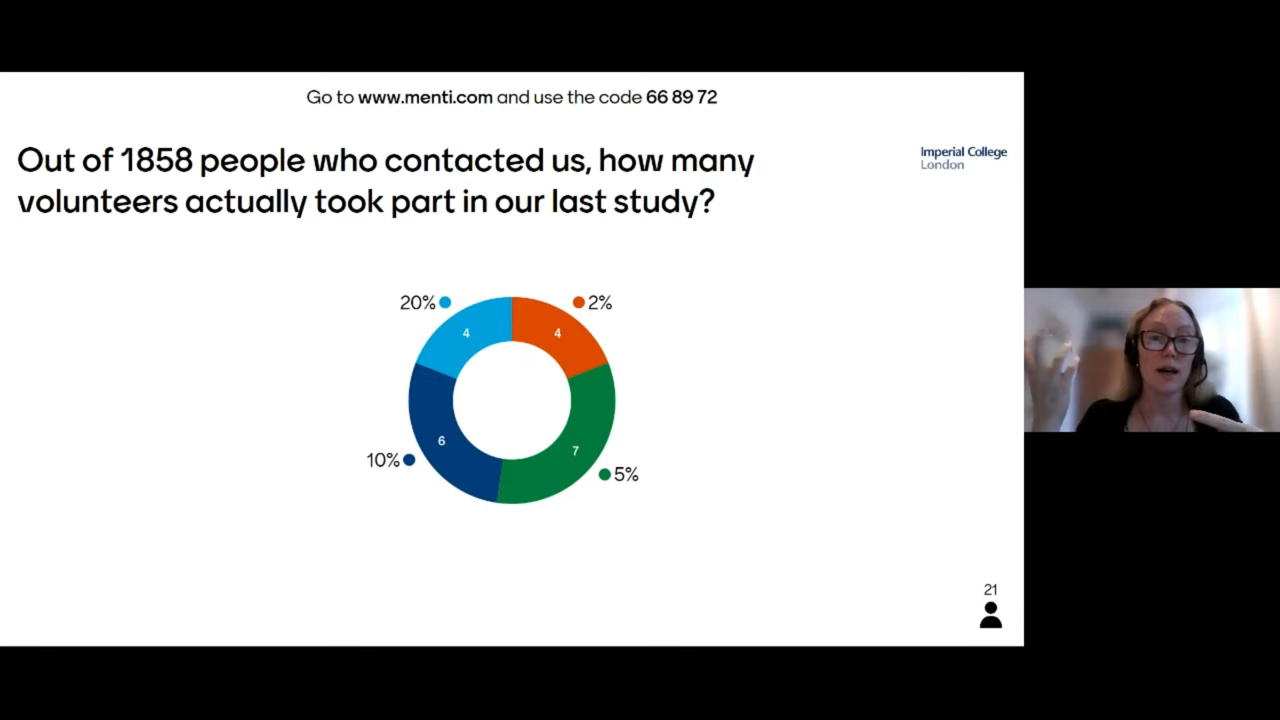 Go to www.menti.com and use the code 66 89 72
Out of 1858 people who contacted us, how many
volunteers actually took part in our last study?
Imperial College
London
20%
2%
4
4
6
7
10%
5%
21